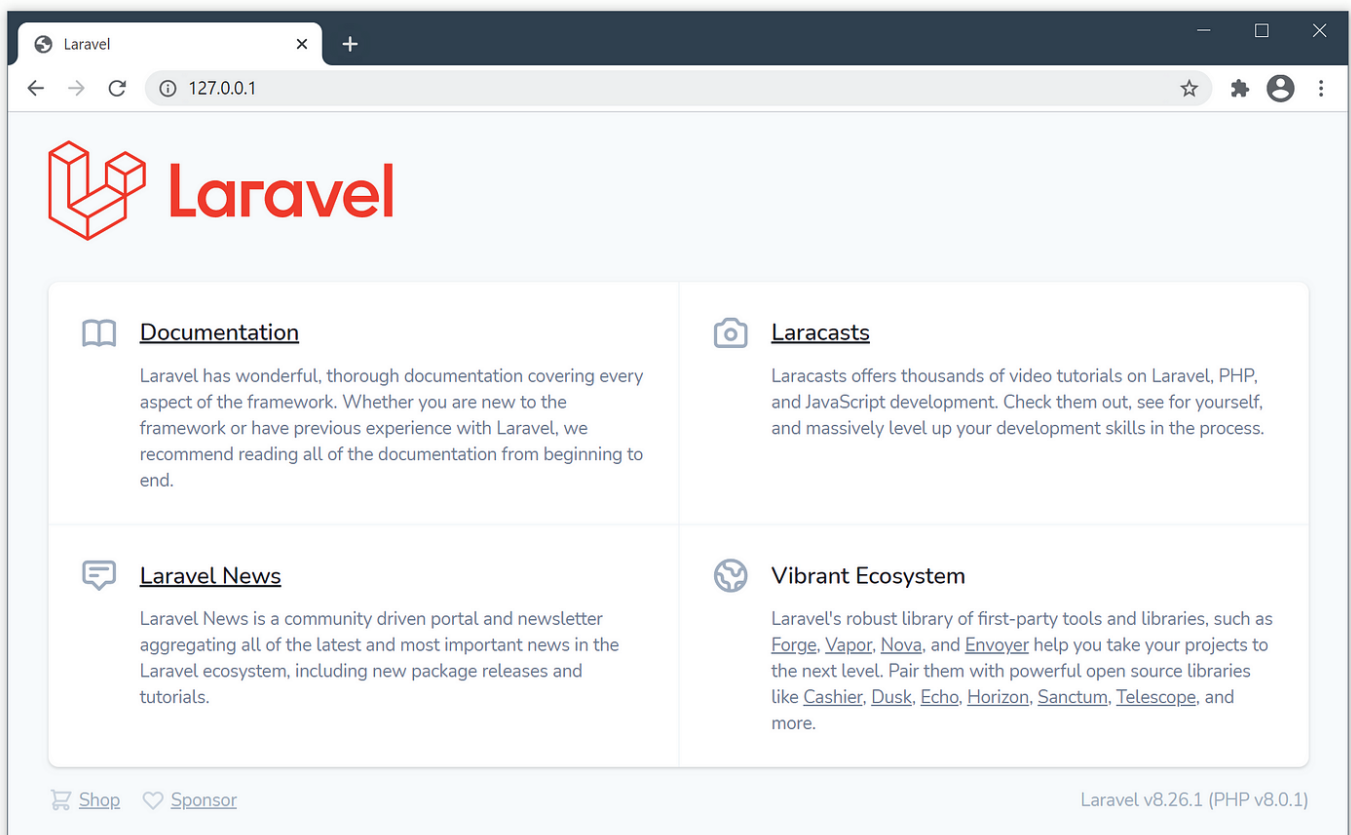 Laravel
127.0.0.1
Laravel
Documentation
Laravel has wonderful, thorough documentation covering every
aspect of the framework. Whether you are new to the
framework or have previous experience with Laravel, we
recommend reading all of the documentation from beginning to
end.
Laracasts
Laracasts offers thousands of video tutorials on Laravel, PHP,
and JavaScript development. Check them out, see for yourself,
and massively level up your development skills in the process.
Laravel News
Laravel News is a community driven portal and newsletter
aggregating all of the latest and most important news in the
Laravel ecosystem, including new package releases and
tutorials.
Vibrant Ecosystem
Laravel's robust library of first-party tools and libraries, such as
Forge, Vapor, Nova, and Envoyer help you take your projects to
the next level. Pair them with powerful open source libraries
like Cashier, Dusk, Echo, Horizon, Sanctum, Telescope, and
more.
Shop
Sponsor
Laravel v8.26.1 (PHP v8.0.1)